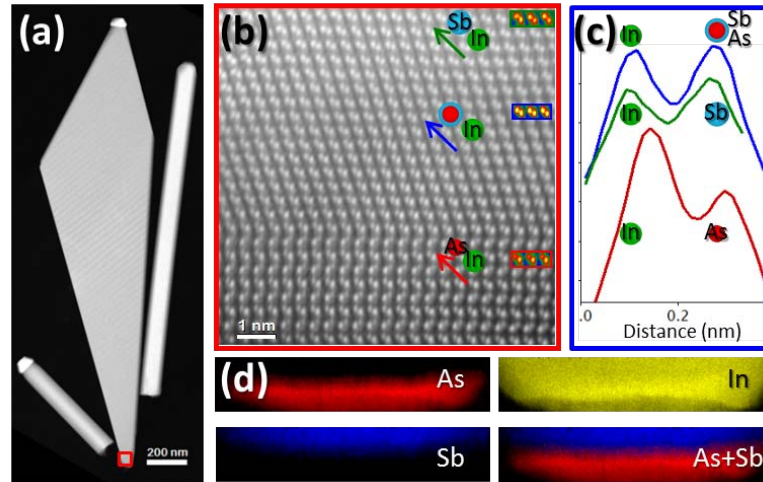 (a)
200 nm
(b)
Sb
In
In
As
In
1 nm
(c)
Sb
As
In
In
Sb
In
As
.0
0.2
Distance (nm)
(d)
As
In
Sb
As+Sb